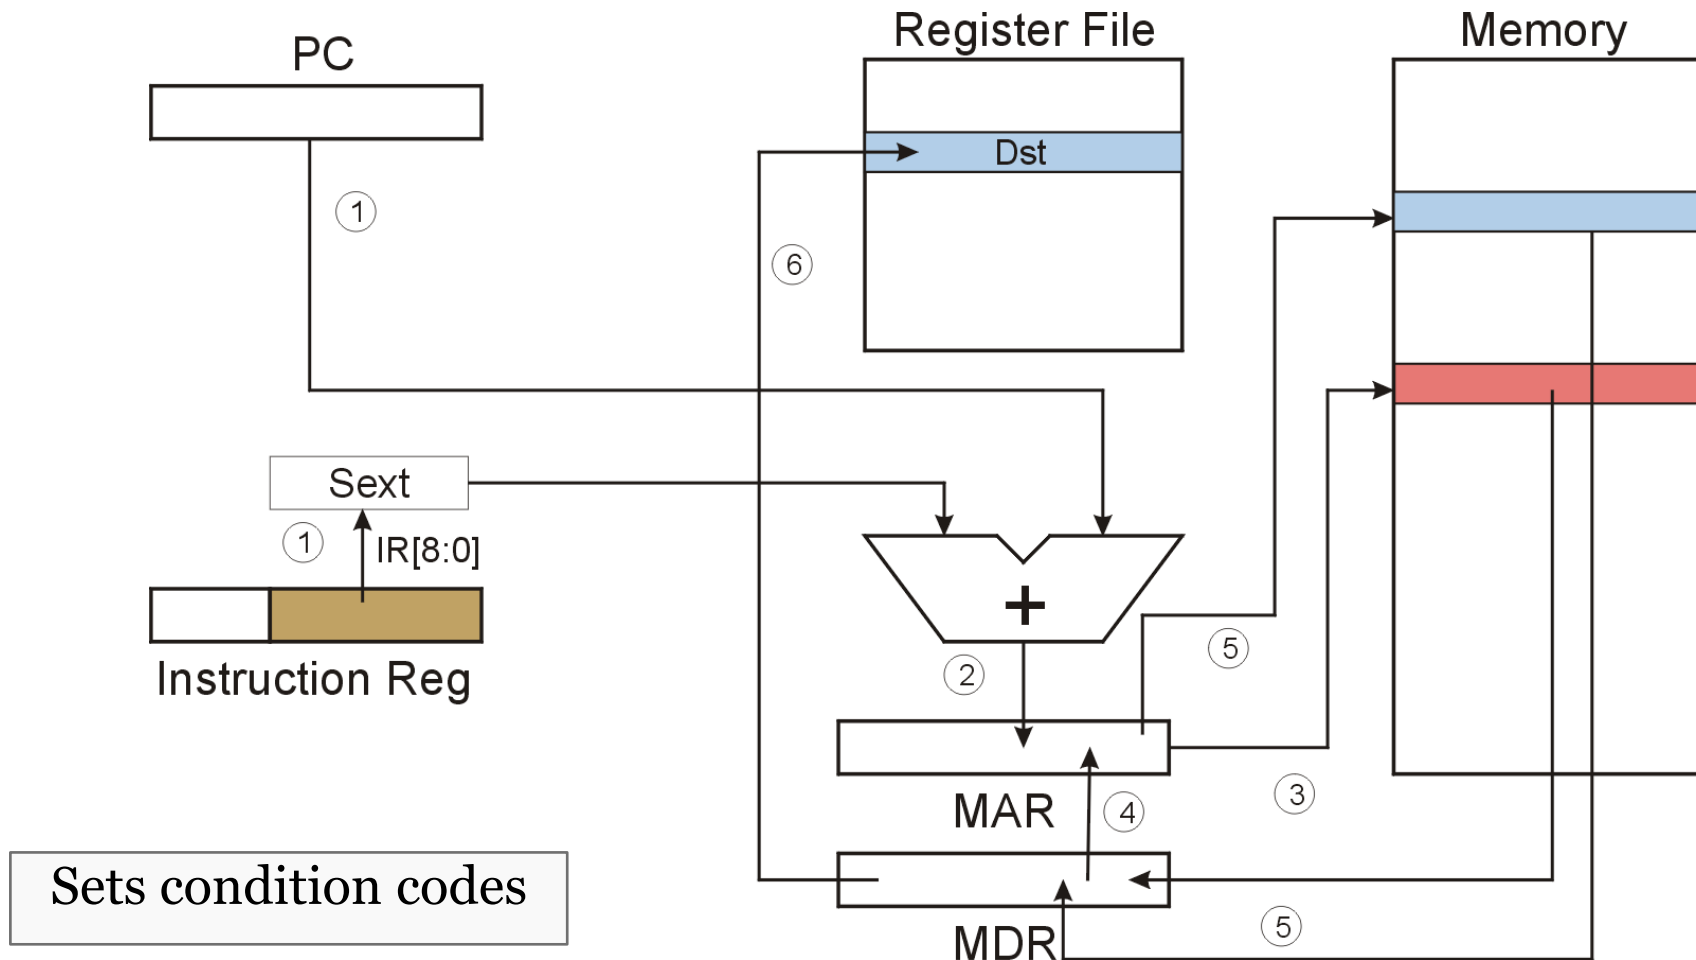 Register File
Memory
PC
Dst
1
6
Sext
1
IR[8:0]
+
5
2
Instruction Reg
3
MAR
4
Sets condition codes
5
MDR